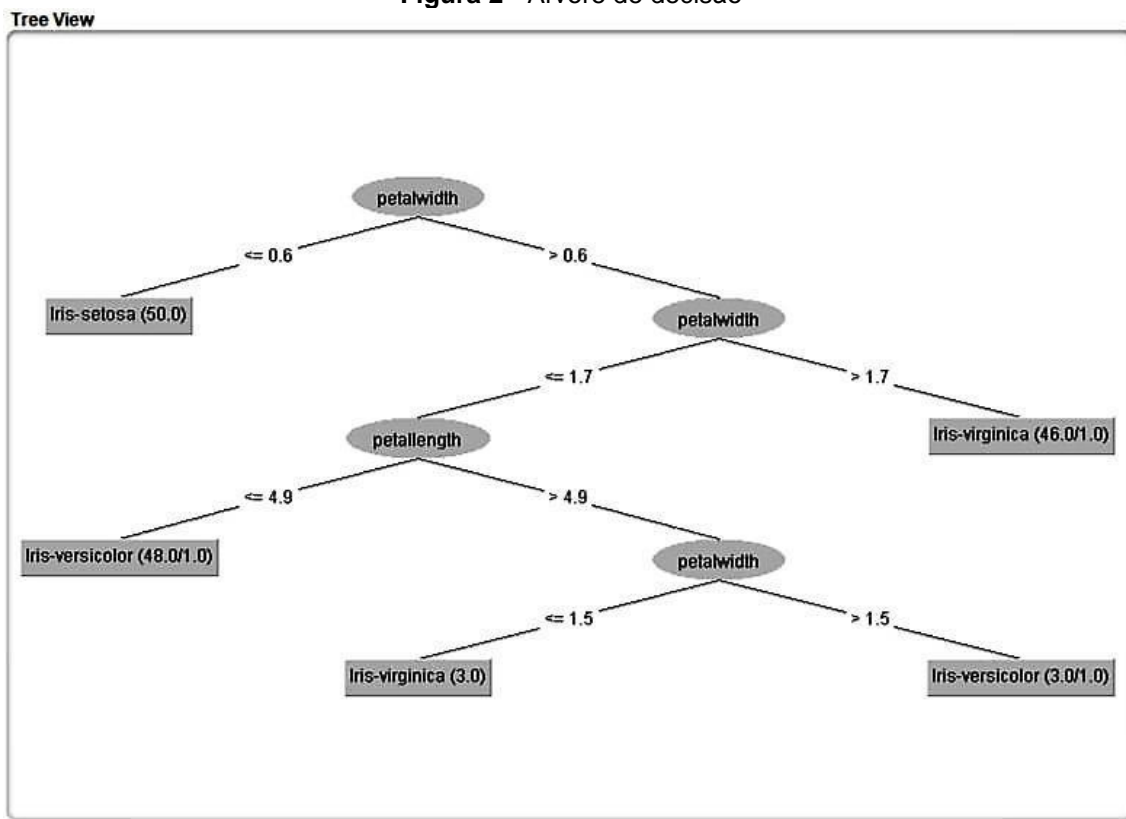 Figura 2 - Árvore de decisão
Tree View
petalwidth
<= 0.6
> 0.6
Iris-setosa (50.0)
petalwidth
<= 1.7
> 1.7
petallength
Iris-virginica (46.0/1.0)
<= 4.9
> 4.9
Iris-versicolor (48.0/1.0)
petalwidth
<= 1.5
> 1.5
Iris-virginica (3.0)
Iris-versicolor (3.0/1.0)